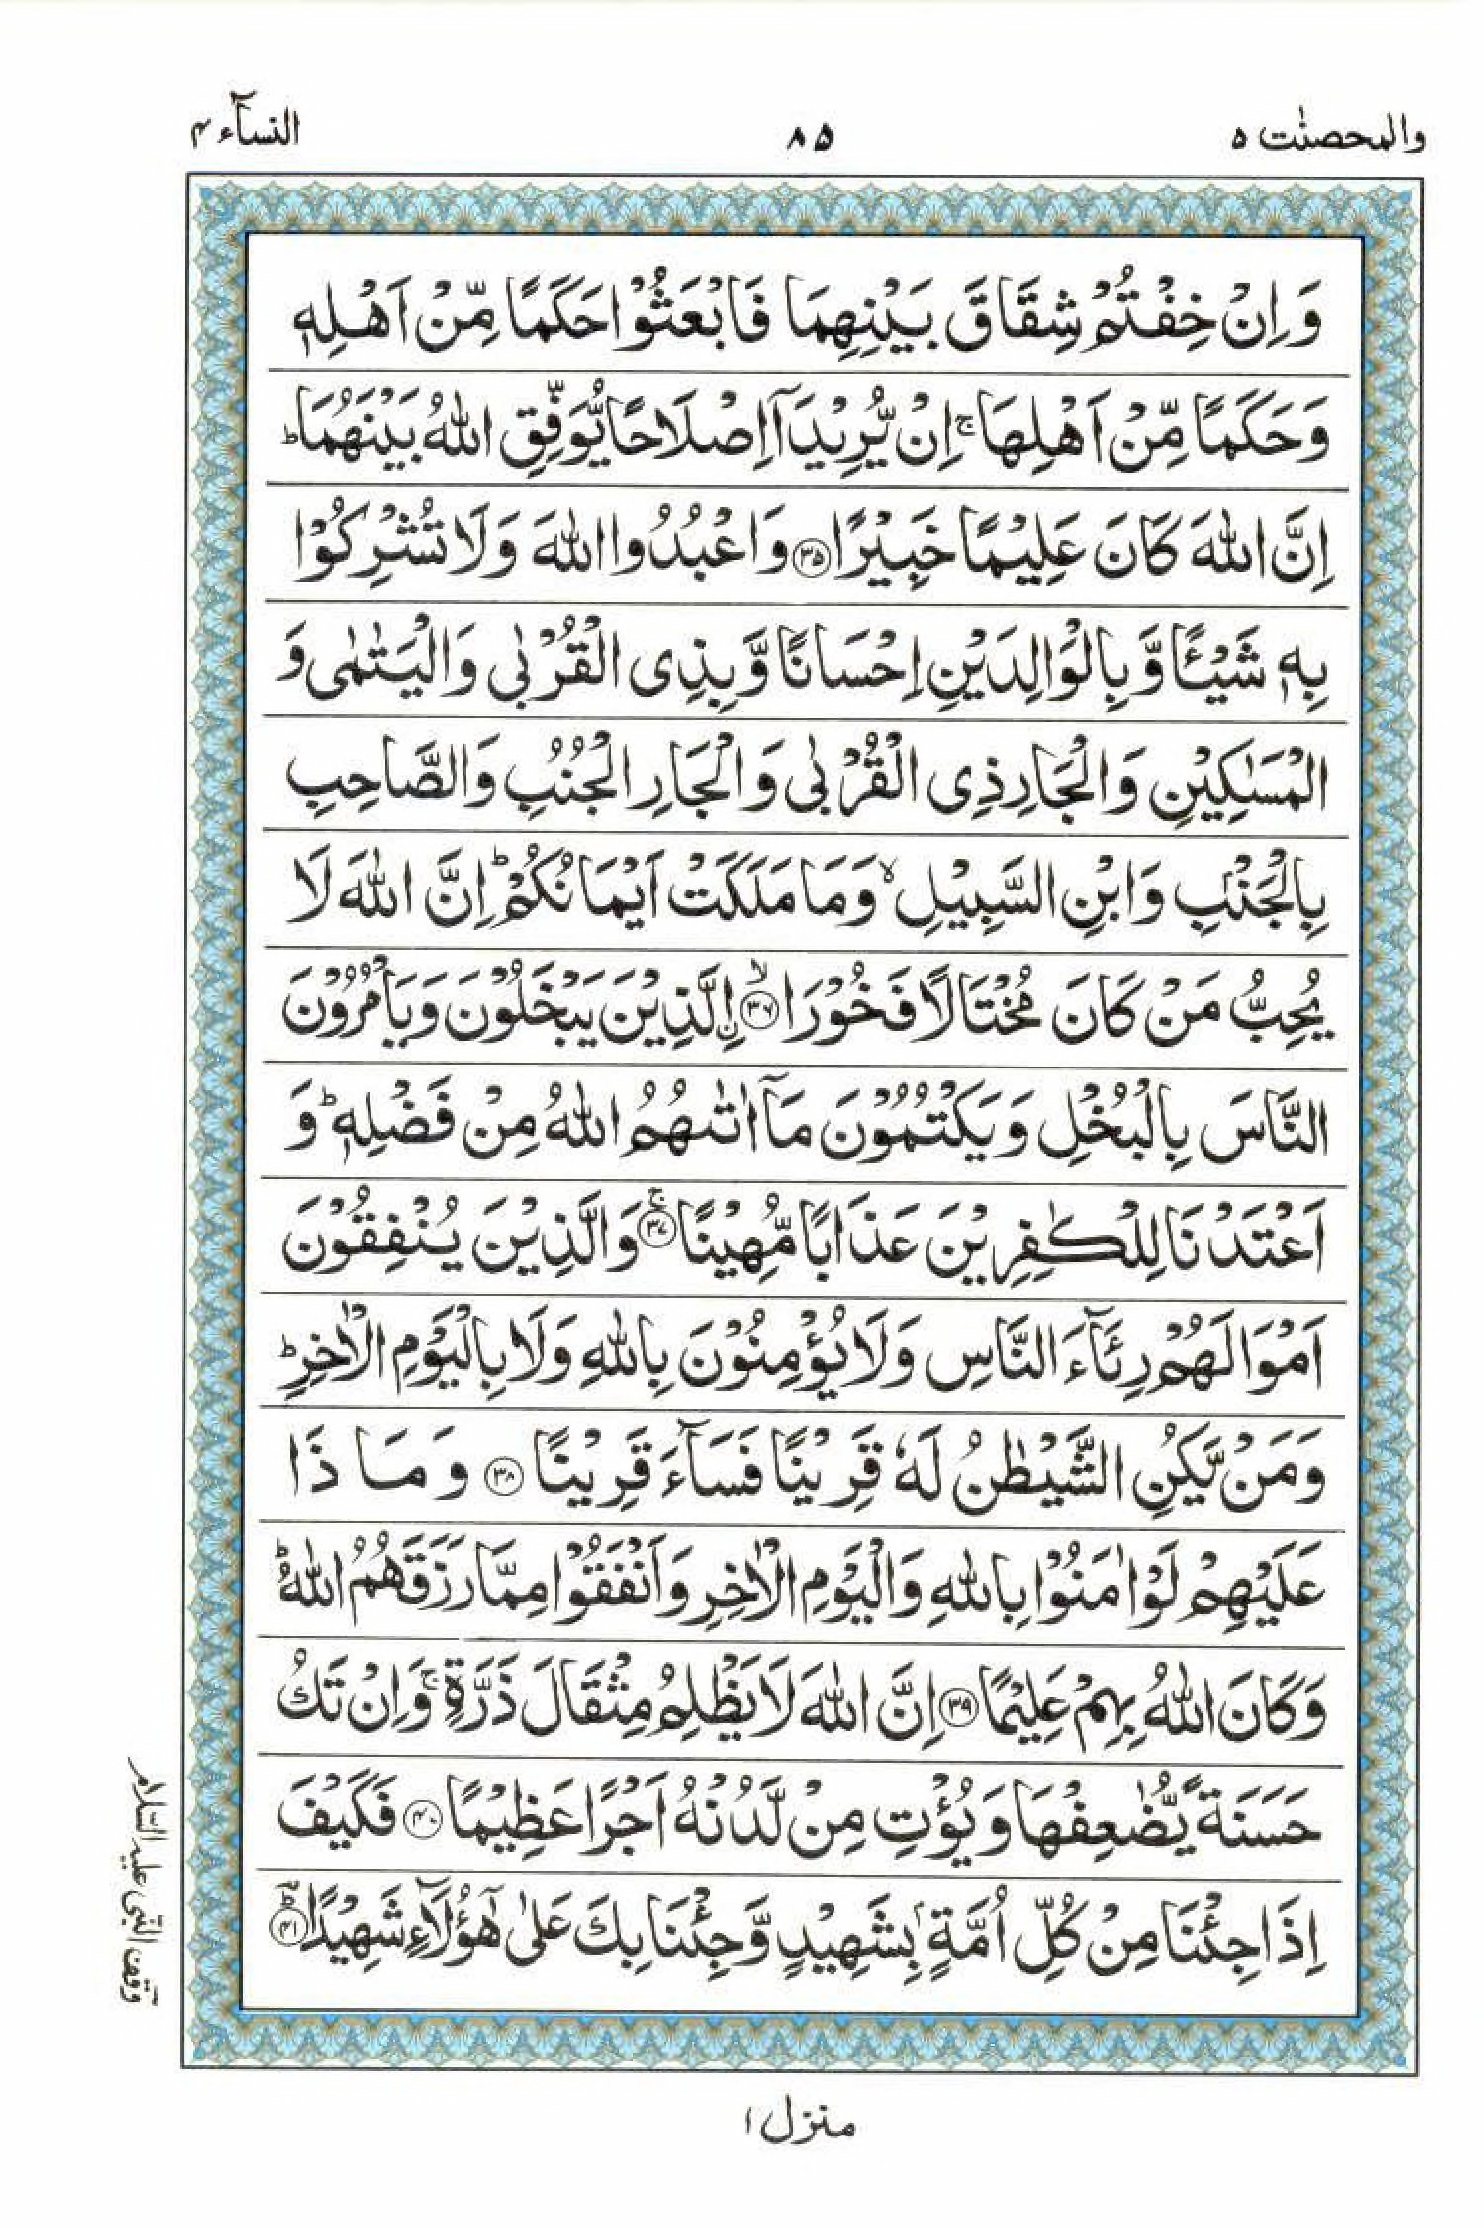 والمحصنٰت ۵
۸۵
النسآء ۴
وَ اِنْ خِفْتُمْ شِقَاقَ بَيْنِهِمَا فَابْعَثُوْا حَكَمًا مِّنْ اَهْلِهٖ
وَحَكَمًا مِّنْ اَهْلِهَا ۚ اِنْ يُّرِيْدَاۤ اِصْلَاحًا يُّوَفِّقِ اللّٰهُ بَيْنَهُمَا ؕ
اِنَّ اللّٰهَ كَانَ عَلِيْمًا خَبِيْرًا ۝۳۵ وَ اعْبُدُوا اللّٰهَ وَلَا تُشْرِكُوْا
بِهٖ شَيْـًٔا وَّ بِالْوَالِدَيْنِ اِحْسَانًا وَّ بِذِى الْقُرْبٰى وَالْيَتٰمٰى وَ
الْمَسٰكِيْنِ وَ الْجَارِ ذِى الْقُرْبٰى وَ الْجَارِ الْجُنُبِ وَالصَّاحِبِ
بِالْجَنْۢبِ وَ ابْنِ السَّبِيْلِ ۙ وَ مَا مَلَكَتْ اَيْمَانُكُمْ ؕ اِنَّ اللّٰهَ لَا
يُحِبُّ مَنْ كَانَ مُخْتَالًا فَخُوْرَا ۝۳۶ۙ اِۨلَّذِيْنَ يَبْخَلُوْنَ وَ يَاْمُرُوْنَ
النَّاسَ بِالْبُخْلِ وَ يَكْتُمُوْنَ مَاۤ اٰتٰىهُمُ اللّٰهُ مِنْ فَضْلِهٖ ؕ وَ
اَعْتَدْنَا لِلْكٰفِرِيْنَ عَذَابًا مُّهِيْنًا ۝۳۷ۚ وَ الَّذِيْنَ يُنْفِقُوْنَ
اَمْوَالَهُمْ رِئَآءَ النَّاسِ وَلَا يُؤْمِنُوْنَ بِاللّٰهِ وَلَا بِالْيَوْمِ الْاٰخِرِ ؕ
وَمَنْ يَّكُنِ الشَّيْطٰنُ لَهٗ قَرِيْنًا فَسَآءَ قَرِيْنًا ۝۳۸ وَ مَا ذَا
عَلَيْهِمْ لَوْ اٰمَنُوْا بِاللّٰهِ وَالْيَوْمِ الْاٰخِرِ وَ اَنْفَقُوْا مِمَّا رَزَقَهُمُ اللّٰهُ ؕ
وَكَانَ اللّٰهُ بِهِمْ عَلِيْمًا ۝۳۹ اِنَّ اللّٰهَ لَا يَظْلِمُ مِثْقَالَ ذَرَّةٍ ۚ وَاِنْ تَكُ
حَسَنَةً يُّضٰعِفْهَا وَ يُؤْتِ مِنْ لَّدُنْهُ اَجْرًا عَظِيْمًا ۝۴۰ فَكَيْفَ
اِذَا جِئْنَا مِنْ كُلِّ اُمَّةٍۭ بِشَهِيْدٍ وَّجِئْنَا بِكَ عَلٰى هٰۤؤُلَآءِ شَهِيْدًا ۝۴۱ؕ
وقف النبی علیہ السّلام
منزل ۱